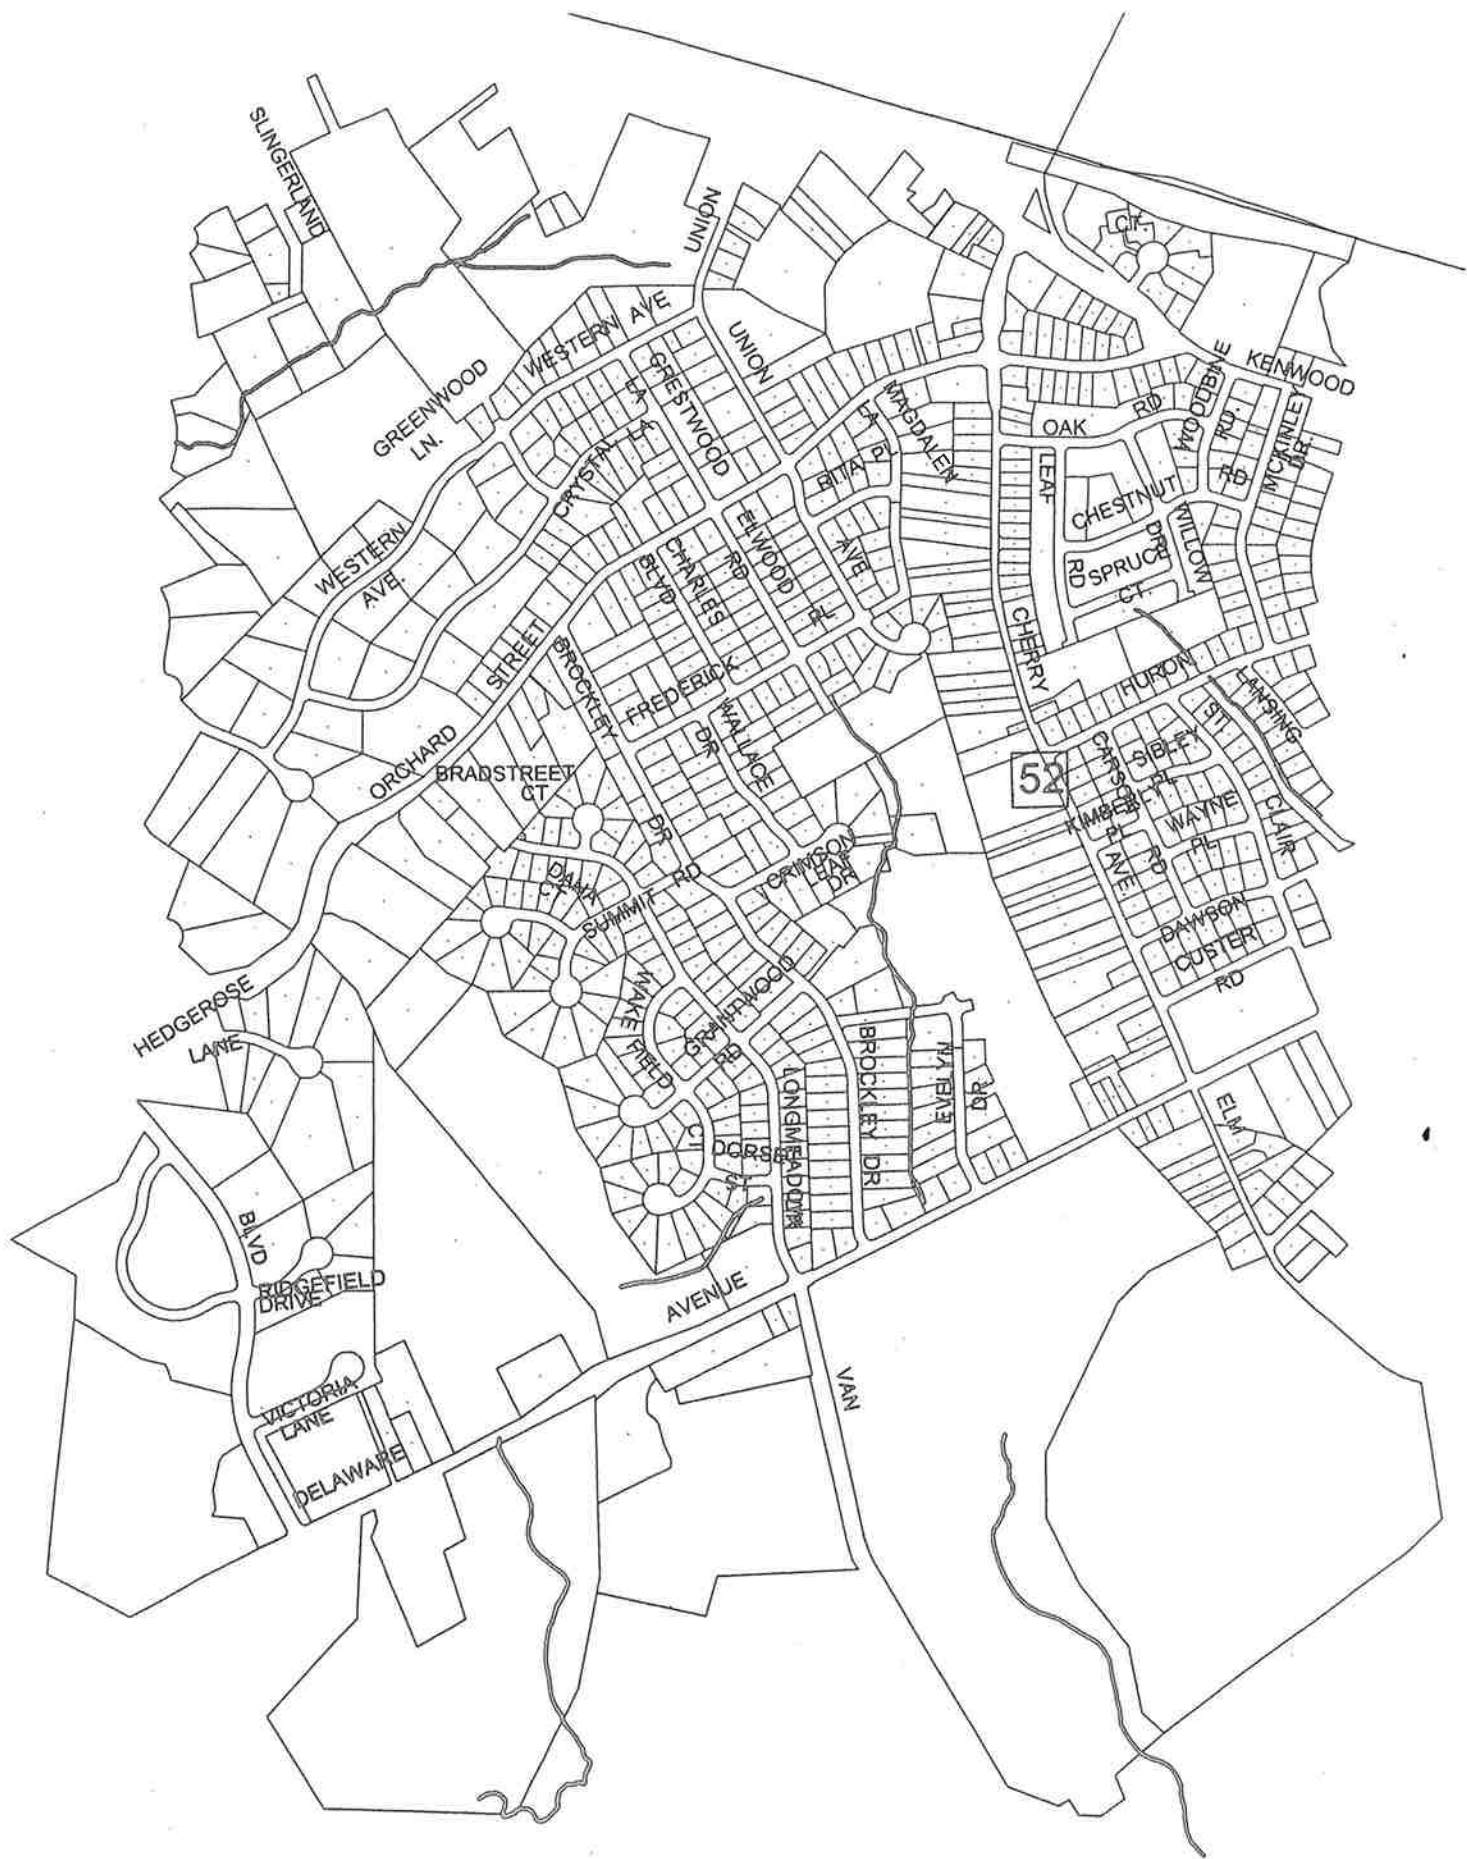 SLINGERLAND
UNION
CT
WESTERN AVE
UNION
GREENWOOD
LN.
LA
CRESTWOOD
LA
CRYSTAL
MAGDALEN
LA
RITA PL
OAK
RD
WOODBINE
RD.
KENWOOD
MCKINLEY
DR.
RD
LEAF
CHESTNUT
WILLOW
SPRUCE
RD
CT.
WESTERN
AVE.
ELWOOD
RD
AVE
CHARLES
BLVD
PL
CHERRY
STREET
BROCKLEY
FREDERICK
WALLACE
DR
HURON
LANSING
ST
ORCHARD
BRADSTREET
CT
52
CARSON
SIBLEY
PL
KIMBERLY
PL
WAYNE
PL
CLAIR
AVE
RD
DR
CRIMSON
LEAF
DR
DANA
CT
SUMMIT
RD
DAWSON
CUSTER
RD
HEDGEROSE
LANE
WAKE FIELD
GRANTWOOD
RD
BROCKLEY DR
EVELYN
DR
LONGMEADOW
CT
ST
ELM
BLVD
RIDGEFIELD
DRIVE
AVENUE
VAN
VICTORIA
LANE
DELAWARE